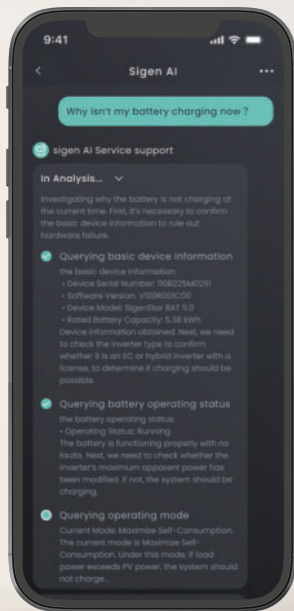 9:41
Sigen AI
Why isn't my battery charging now ?
sigen AI Service support
In Analysis...
Investigating why the battery is not charging at
the current time. First, it's necessary to confirm
the basic device information to rule out
hardware failure.
Querying basic device information
the basic device information:
• Device Serial Number: 110B225M0291
• Software Version: V100R001C00
• Device Model: SigenStor BAT 5.0
• Rated Battery Capacity: 5.38 kWh
Device information obtained. Next, we need
to check the inverter type to confirm
whether it is an EC or hybrid inverter with a
license, to determine if charging should be
possible.
Querying battery operating status
the battery operating status:
• Operating Status: Running
The battery is functioning properly with no
faults. Next, we need to check whether the
inverter's maximum apparent power has
been modified. If not, the system should be
charging.
Querying operating mode
Current Mode: Maximize Self-Consumption.
The current mode is Maximize Self-
Consumption. Under this mode, if load
power exceeds PV power, the system should
not charge...